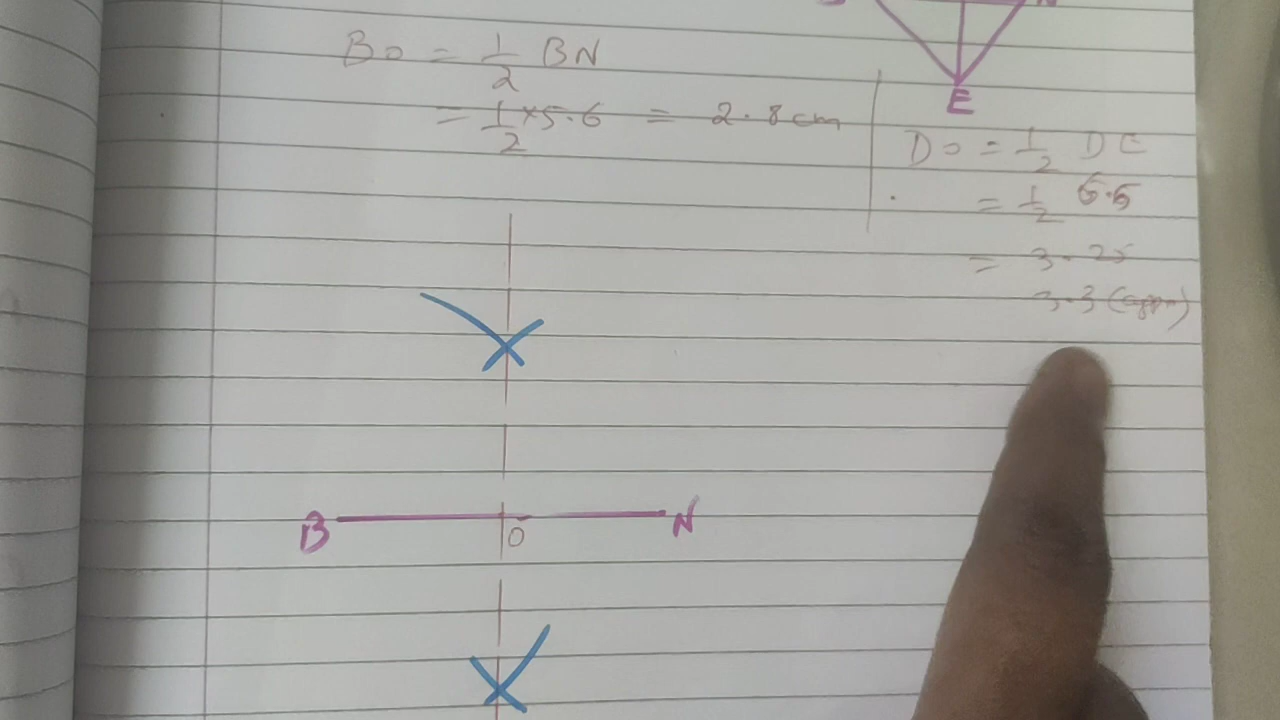 BO = 1/2 BN
= 1/2 × 5.6 = 2.8 cm
E
DO = 1/2 DE
= 1/2 6.5
= 3.25
3.3 (appr)
B O N